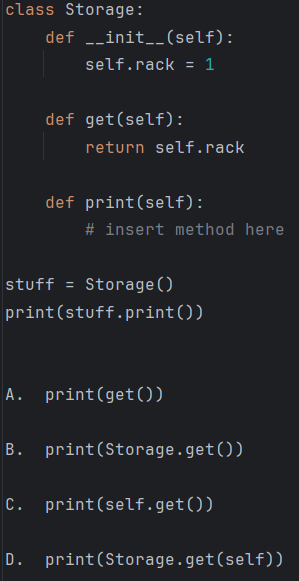 class Storage:
    def __init__(self):
        self.rack = 1
    def get(self):
        return self.rack
    def print(self):
        # insert method here
stuff = Storage()
print(stuff.print())
A.  print(get())
B.  print(Storage.get())
C.  print(self.get())
D.  print(Storage.get(self))